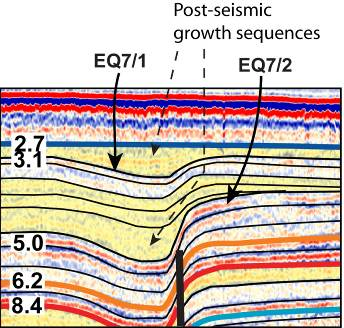 Post-seismic
growth sequences
EQ7/1
EQ7/2
2.7
3.1
5.0
6.2
8.4